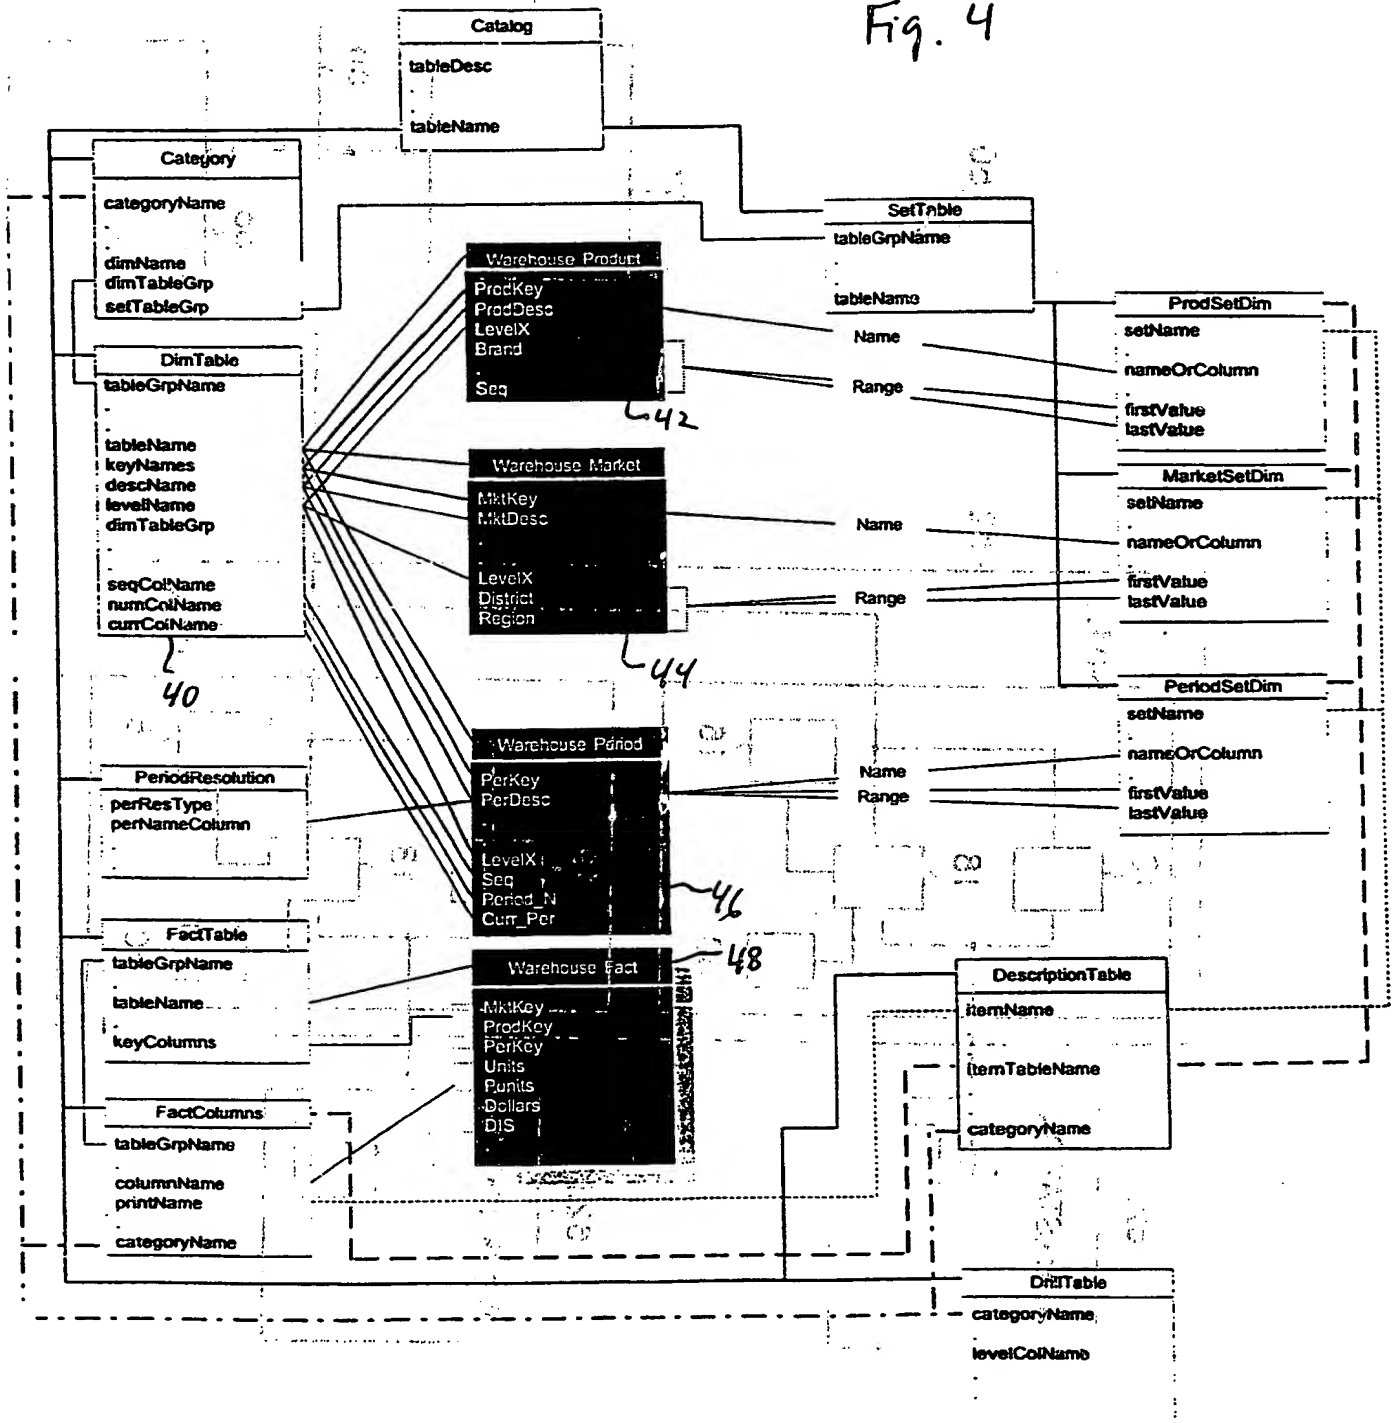 Fig. 4
Catalog
tableDesc
tableName
Category
categoryName
dimName
dimTableGrp
setTableGrp
SetTable
tableGrpName
tableName
Warehouse Product
ProdKey
ProdDesc
LevelX
Brand
Seq
42
Name
Range
ProdSetDim
setName
nameOrColumn
firstValue
lastValue
DimTable
tableGrpName
tableName
keyNames
descName
levelName
dimTableGrp
seqColName
numColName
currColName
40
Warehouse Market
MktKey
MktDesc
LevelX
District
Region
44
Name
Range
MarketSetDim
setName
nameOrColumn
firstValue
lastValue
Warehouse Period
PerKey
PerDesc
LevelX
Seq
Period_N
Curr_Per
46
Name
Range
PeriodSetDim
setName
nameOrColumn
firstValue
lastValue
PeriodResolution
perResType
perNameColumn
FactTable
tableGrpName
tableName
keyColumns
Warehouse Fact
48
MktKey
ProdKey
PerKey
Units
Punits
Dollars
DIS
DescriptionTable
itemName
itemTableName
categoryName
FactColumns
tableGrpName
columnName
printName
categoryName
DrillTable
categoryName
levelColName